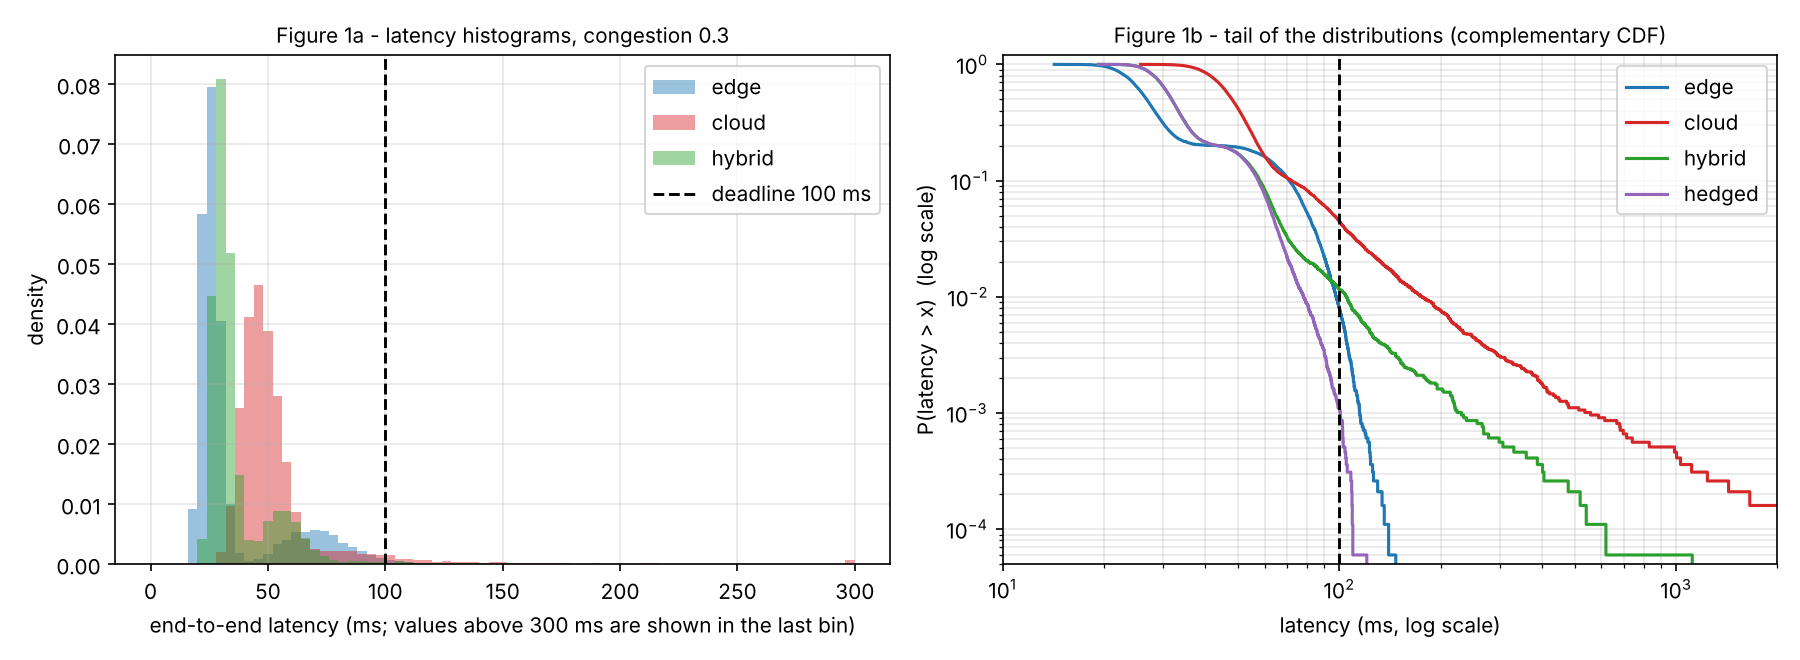 Figure 1a - latency histograms, congestion 0.3
density
0.08
0.07
0.06
0.05
0.04
0.03
0.02
0.01
0.00
edge
cloud
hybrid
deadline 100 ms
0 50 100 150 200 250 300
end-to-end latency (ms; values above 300 ms are shown in the last bin)
Figure 1b - tail of the distributions (complementary CDF)
P(latency > x) (log scale)
10⁰
10⁻¹
10⁻²
10⁻³
10⁻⁴
edge
cloud
hybrid
hedged
10¹ 10² 10³
latency (ms, log scale)